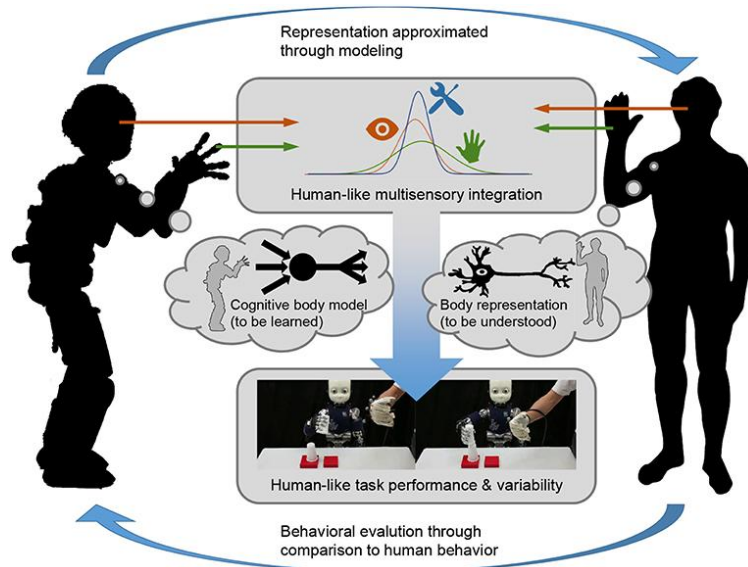 Representation approximated
through modeling
Human-like multisensory integration
Cognitive body model
(to be learned)
Body representation
(to be understood)
Human-like task performance & variability
Behavioral evalution through
comparison to human behavior